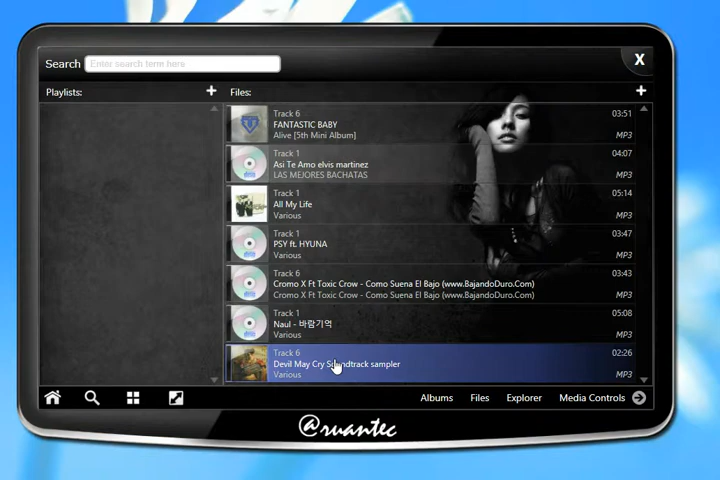 Search Enter search term here X
Playlists: + Files: +
Track 6 03:51
FANTASTIC BABY
Alive [5th Mini Album] MP3
Track 1 04:07
Asi Te Amo elvis martinez
LAS MEJORES BACHATAS MP3
Track 1 05:14
All My Life
Various MP3
Track 1 03:47
PSY ft. HYUNA
Various MP3
Track 6 03:43
Cromo X Ft Toxic Crow - Como Suena El Bajo (www.BajandoDuro.Com)
Cromo X Ft Toxic Crow - Como Suena El Bajo (www.BajandoDuro.Com) MP3
Track 1 05:08
Naul - 바람기억
Various MP3
Track 6 02:26
Devil May Cry Soundtrack sampler
Various MP3
Albums Files Explorer Media Controls
@ruantec